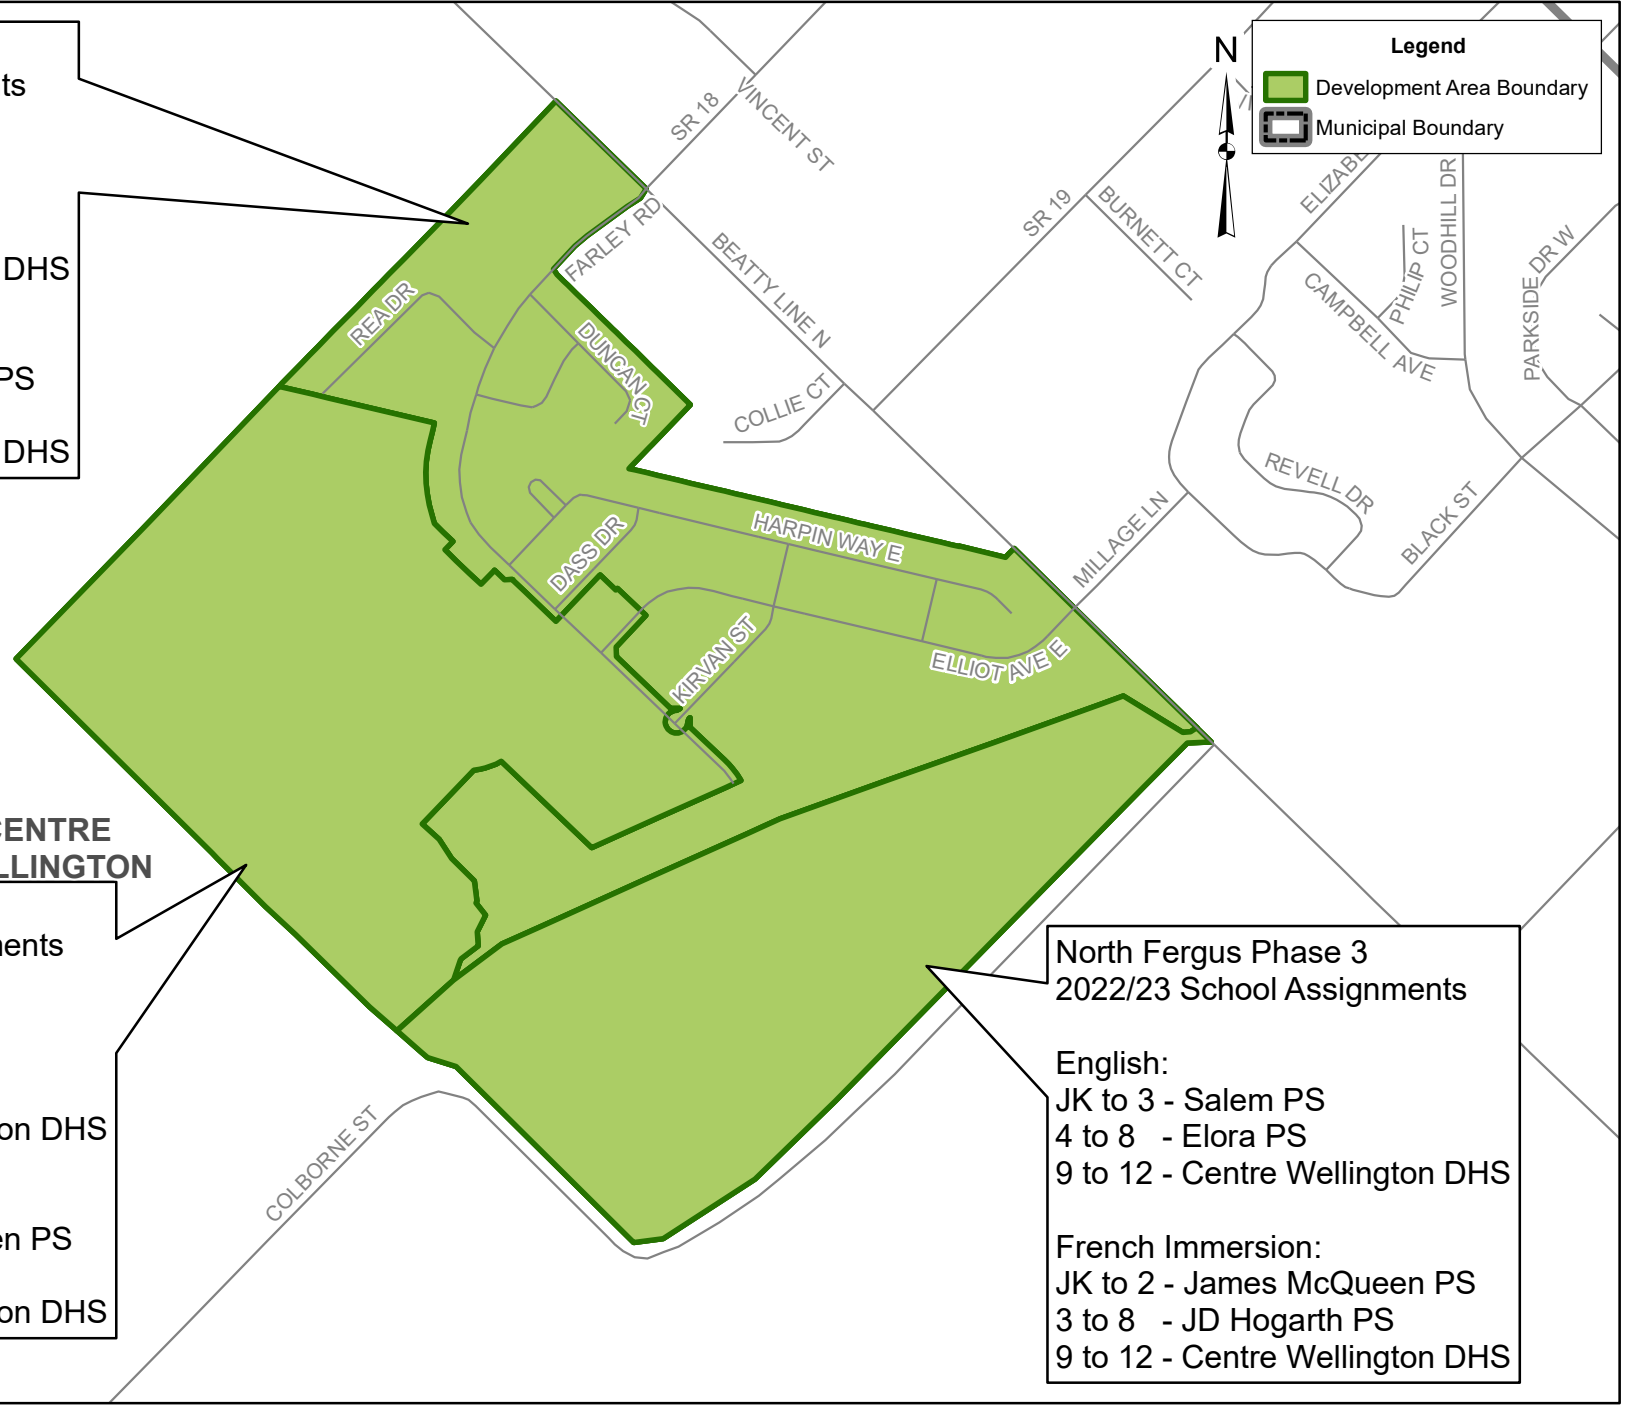 ts
DHS
PS
DHS
N
Legend
Development Area Boundary
Municipal Boundary
SR 18
VINCENT ST
FARLEY RD
BEATTY LINE N
REA DR
DUNCAN CT
COLLIE CT
SR 19
BURNETT CT
CAMPBELL AVE
PHILIP CT
WOODHILL DR
PARKSIDE DR W
REVELL DR
BLACK ST
MILLAGE LN
HARPIN WAY E
DASS DR
KIRVAN ST
ELLIOT AVE E
COLBORNE ST
North Fergus Phase 3
2022/23 School Assignments
English:
JK to 3 - Salem PS
4 to 8 - Elora PS
9 to 12 - Centre Wellington DHS
French Immersion:
JK to 2 - James McQueen PS
3 to 8 - JD Hogarth PS
9 to 12 - Centre Wellington DHS
CENTRE
LLINGTON
ments
on DHS
en PS
on DHS